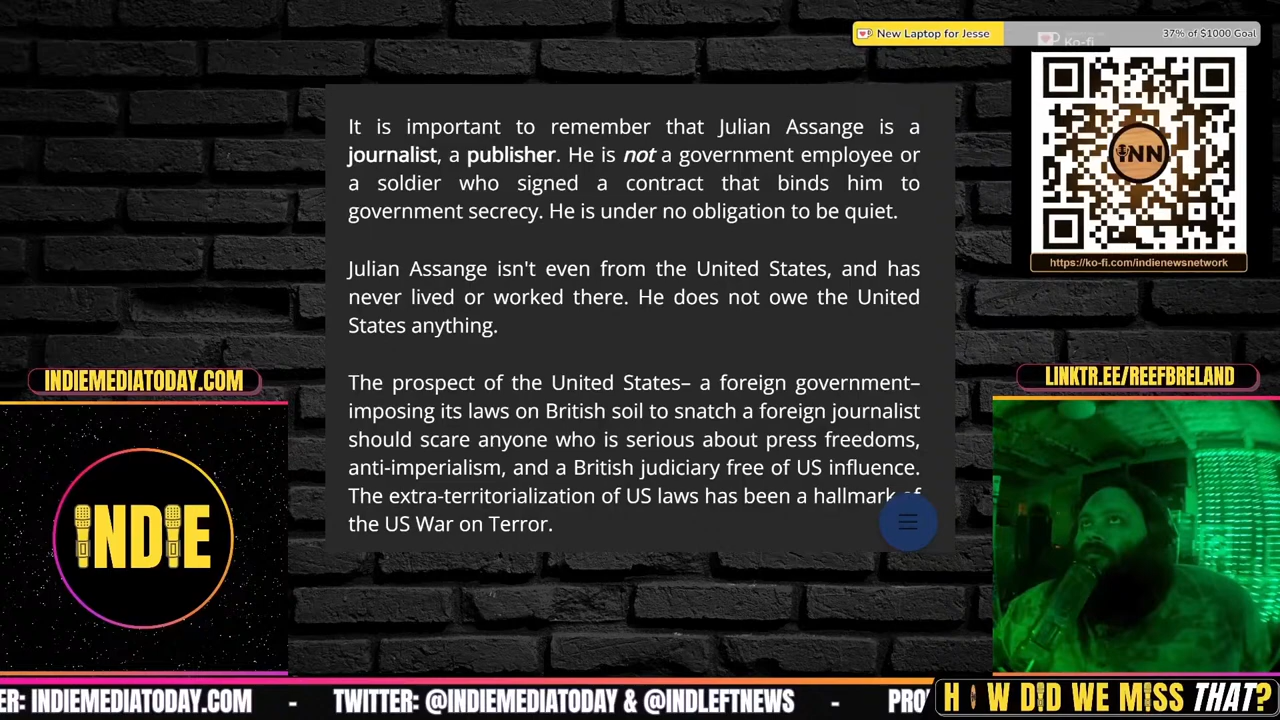 New Laptop for Jesse
37% of $1000 Goal
Ko-fi
iNN
https://ko-fi.com/indienewsnetwork
It is important to remember that Julian Assange is a
journalist, a publisher. He is not a government employee or
a soldier who signed a contract that binds him to
government secrecy. He is under no obligation to be quiet.
Julian Assange isn't even from the United States, and has
never lived or worked there. He does not owe the United
States anything.
The prospect of the United States– a foreign government–
imposing its laws on British soil to snatch a foreign journalist
should scare anyone who is serious about press freedoms,
anti-imperialism, and a British judiciary free of US influence.
The extra-territorialization of US laws has been a hallmark of
the US War on Terror.
INDIEMEDIATODAY.COM
LINKTR.EE/REEFBRELAND
INDIE
ER: INDIEMEDIATODAY.COM - TWITTER: @INDIEMEDIATODAY & @INDLEFTNEWS - PRO
HOW DID WE MISS THAT?